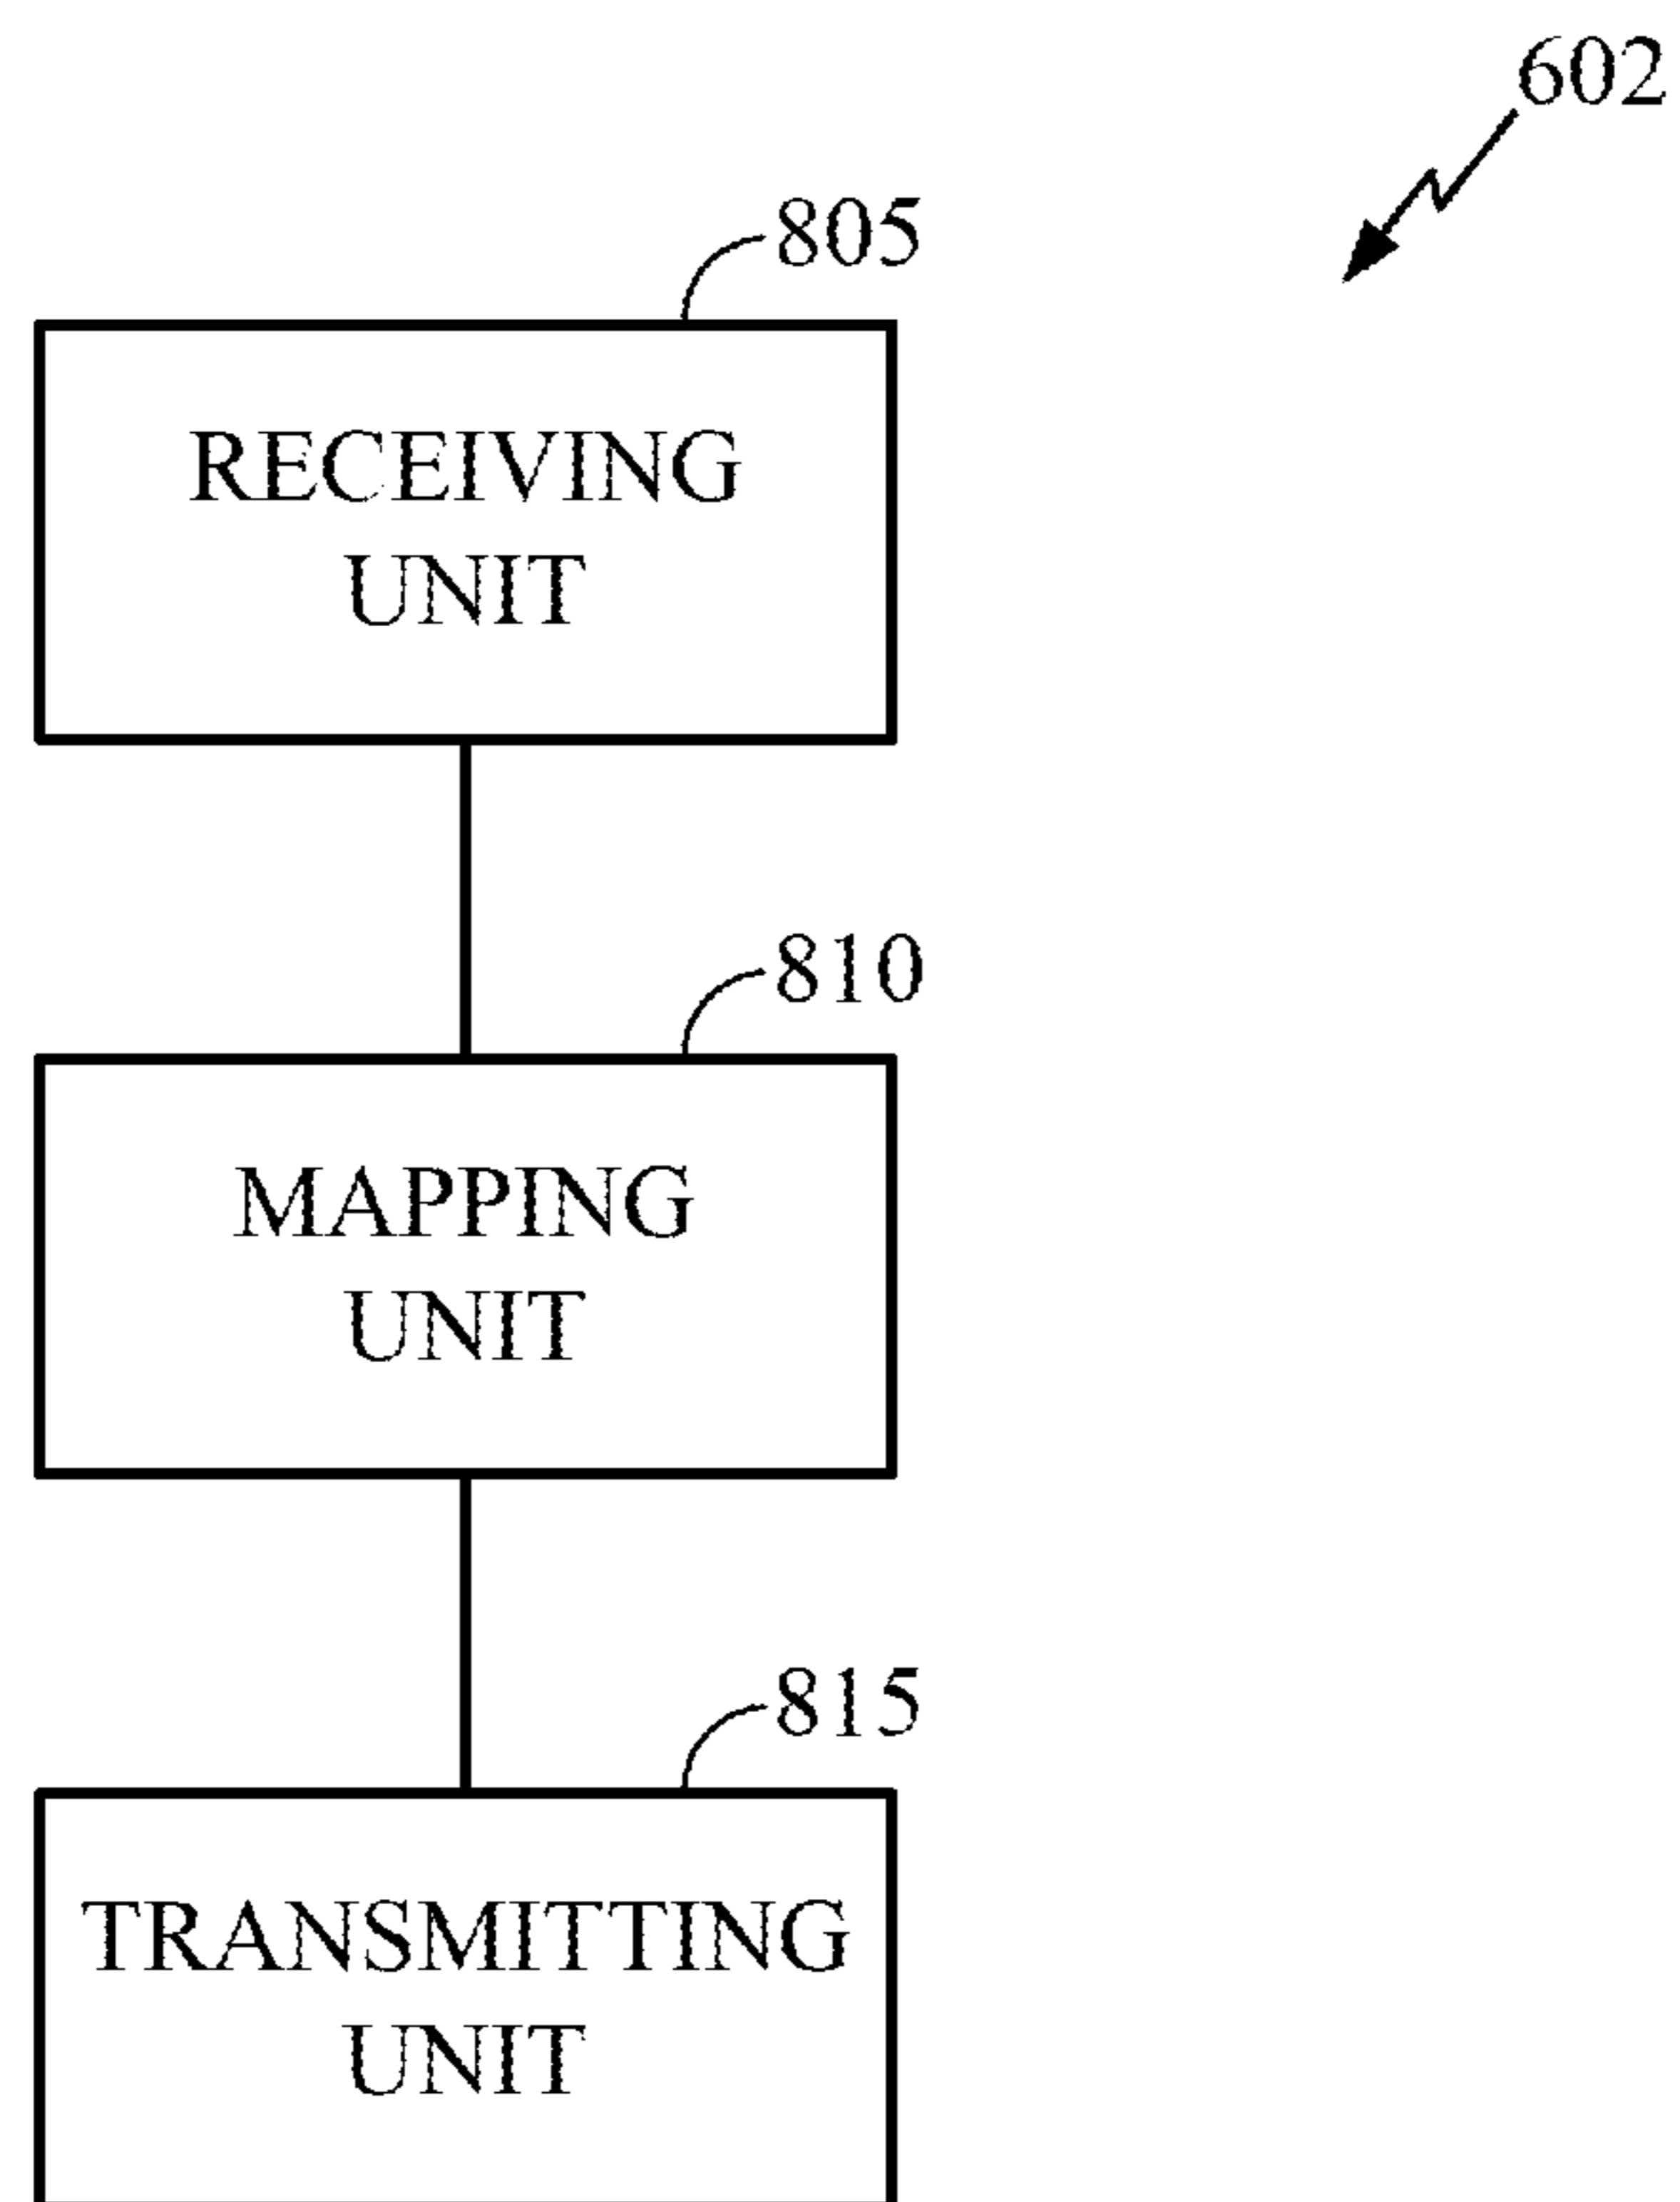 602
805
RECEIVING
UNIT
810
MAPPING
UNIT
815
TRANSMITTING
UNIT